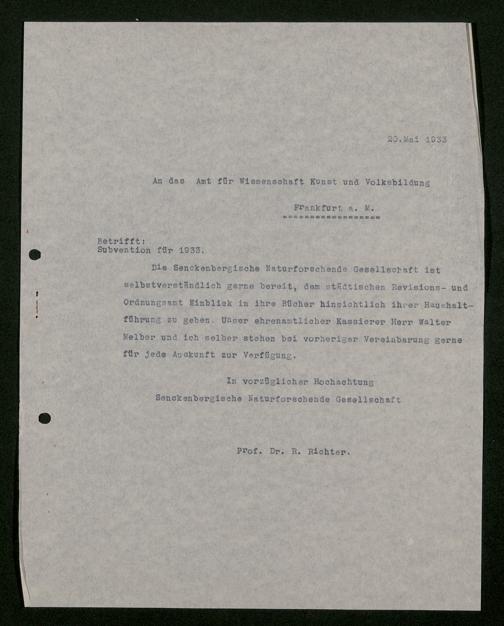 20.Mai 1933
An das Amt für Wissenschaft Kunst und Volksbildung
Frankfurt a. M.
Betrifft:
Subvention für 1933.
Die Senckenbergische Naturforschende Gesellschaft ist
selbstverständlich gerne bereit, dem städtischen Revisions- und
Ordnungsamt Einblick in ihre Bücher hinsichtlich ihrer Haushalt-
führung zu geben. Unser ehrenamtlicher Kassierer Herr Walter
Melber und ich selber stehen bei vorheriger Vereinbarung gerne
für jede Auskunft zur Verfügung.
In vorzüglicher Hochachtung
Senckenbergische Naturforschende Gesellschaft
Prof. Dr. R. Richter.